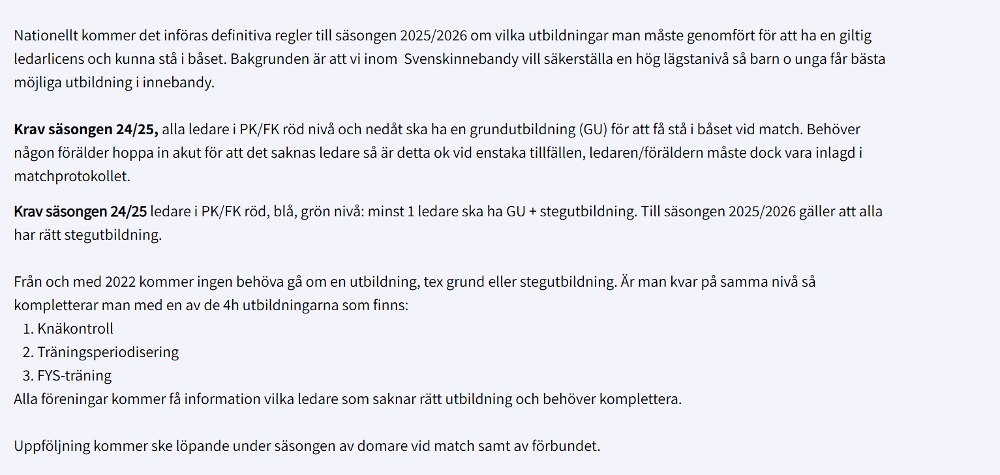 Nationellt kommer det införas definitiva regler till säsongen 2025/2026 om vilka utbildningar man måste genomfört för att ha en giltig
ledarlicens och kunna stå i båset. Bakgrunden är att vi inom  Svenskinnebandy vill säkerställa en hög lägstanivå så barn o unga får bästa
möjliga utbildning i innebandy.
Krav säsongen 24/25, alla ledare i PK/FK röd nivå och nedåt ska ha en grundutbildning (GU) för att få stå i båset vid match. Behöver
någon förälder hoppa in akut för att det saknas ledare så är detta ok vid enstaka tillfällen, ledaren/föräldern måste dock vara inlagd i
matchprotokollet.
Krav säsongen 24/25 ledare i PK/FK röd, blå, grön nivå: minst 1 ledare ska ha GU + stegutbildning. Till säsongen 2025/2026 gäller att alla
har rätt stegutbildning.
Från och med 2022 kommer ingen behöva gå om en utbildning, tex grund eller stegutbildning. Är man kvar på samma nivå så
kompletterar man med en av de 4h utbildningarna som finns:
1. Knäkontroll
2. Träningsperiodisering
3. FYS-träning
Alla föreningar kommer få information vilka ledare som saknar rätt utbildning och behöver komplettera.
Uppföljning kommer ske löpande under säsongen av domare vid match samt av förbundet.